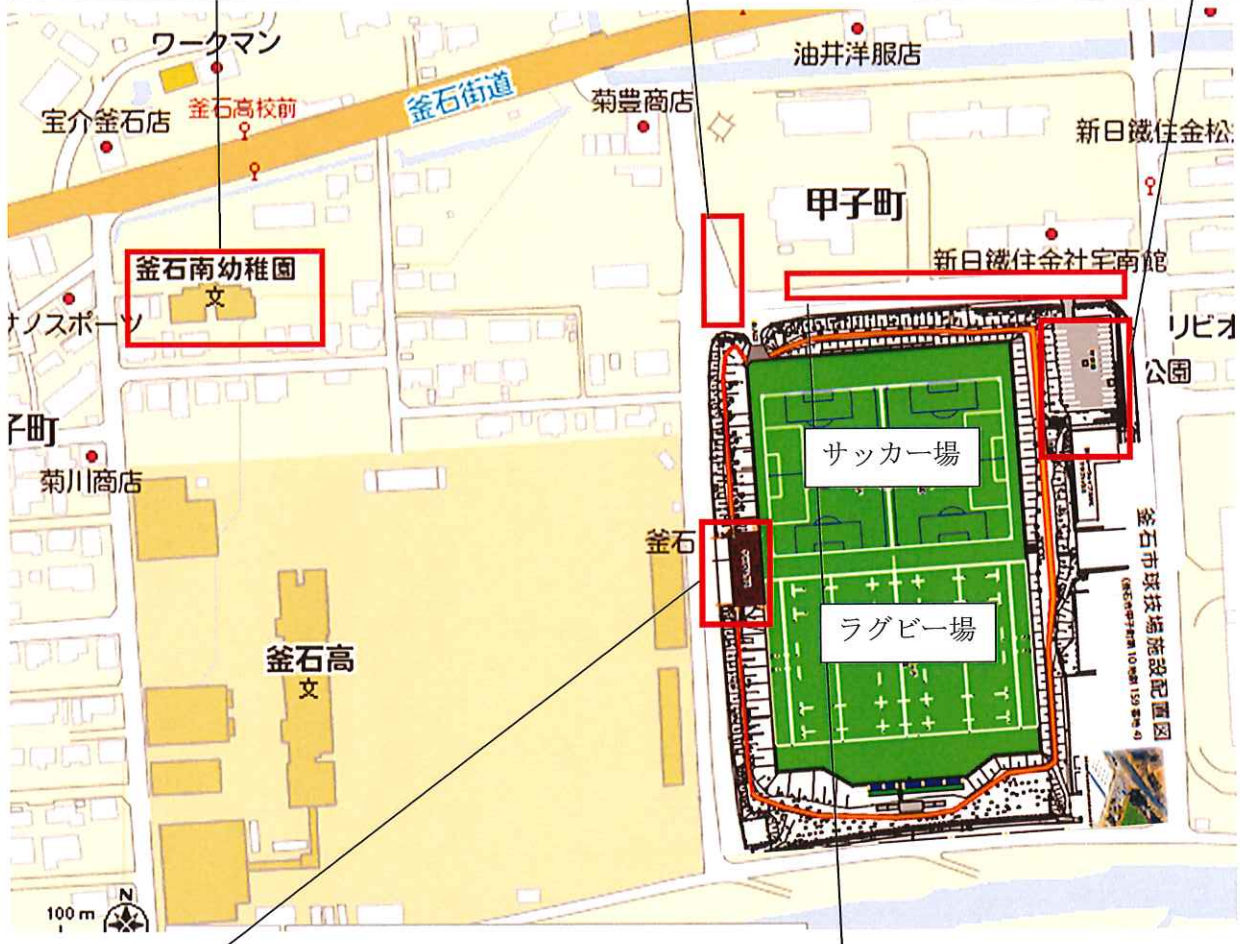 ワークマン
油井洋服店
釜石街道
菊豊商店
宝介釜石店
釜石高校前
新日鐵住金松
甲子町
釜石南幼稚園
文
新日鐵住金社宅南館
ナノスポーツ
リビオ
公園
子町
菊川商店
サッカー場
釜石
釜石市球技場施設配置図
ラグビー場
釜石高
文
N
100 m